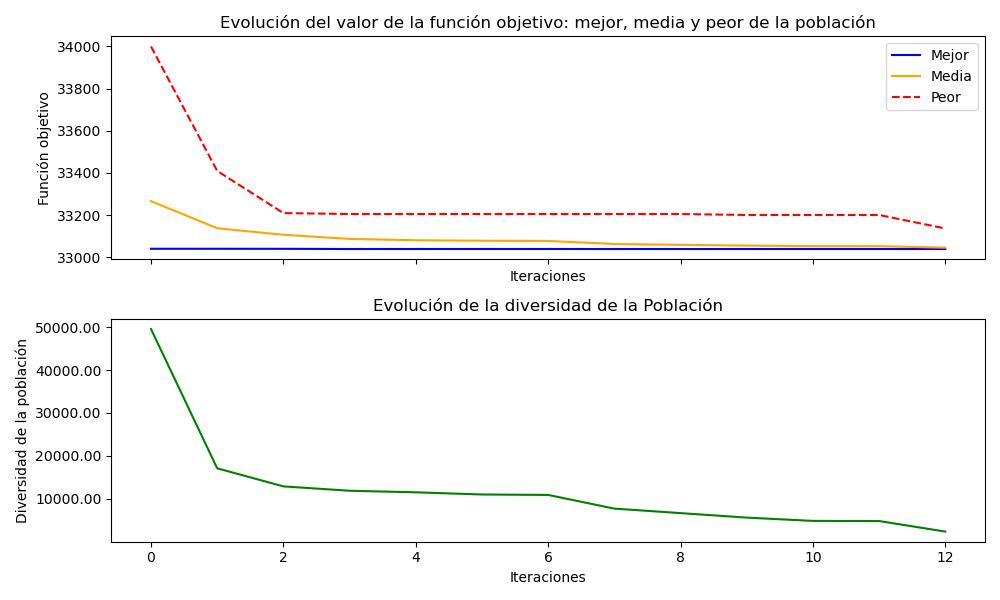 Evolución del valor de la función objetivo: mejor, media y peor de la población
34000
33800
33600
33400
33200
33000
Función objetivo
Mejor
Media
Peor
Iteraciones
Evolución de la diversidad de la Población
50000.00
40000.00
30000.00
20000.00
10000.00
Diversidad de la población
0 2 4 6 8 10 12
Iteraciones